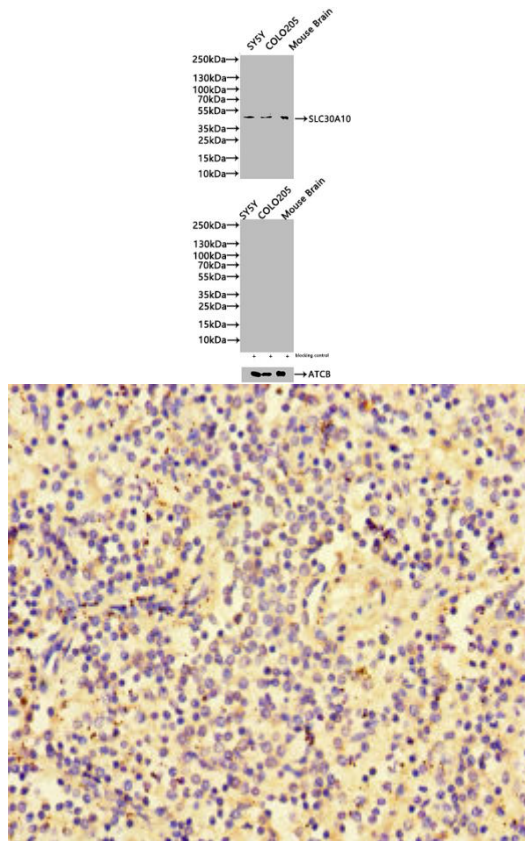 SY5Y COLO205 Mouse Brain
250kDa→
130kDa→
100kDa→
70kDa→
55kDa→
→SLC30A10
35kDa→
25kDa→
15kDa→
10kDa→
SY5Y COLO205 Mouse Brain
250kDa→
130kDa→
100kDa→
70kDa→
55kDa→
35kDa→
25kDa→
15kDa→
10kDa→
+ + + blocking control
→ATCB